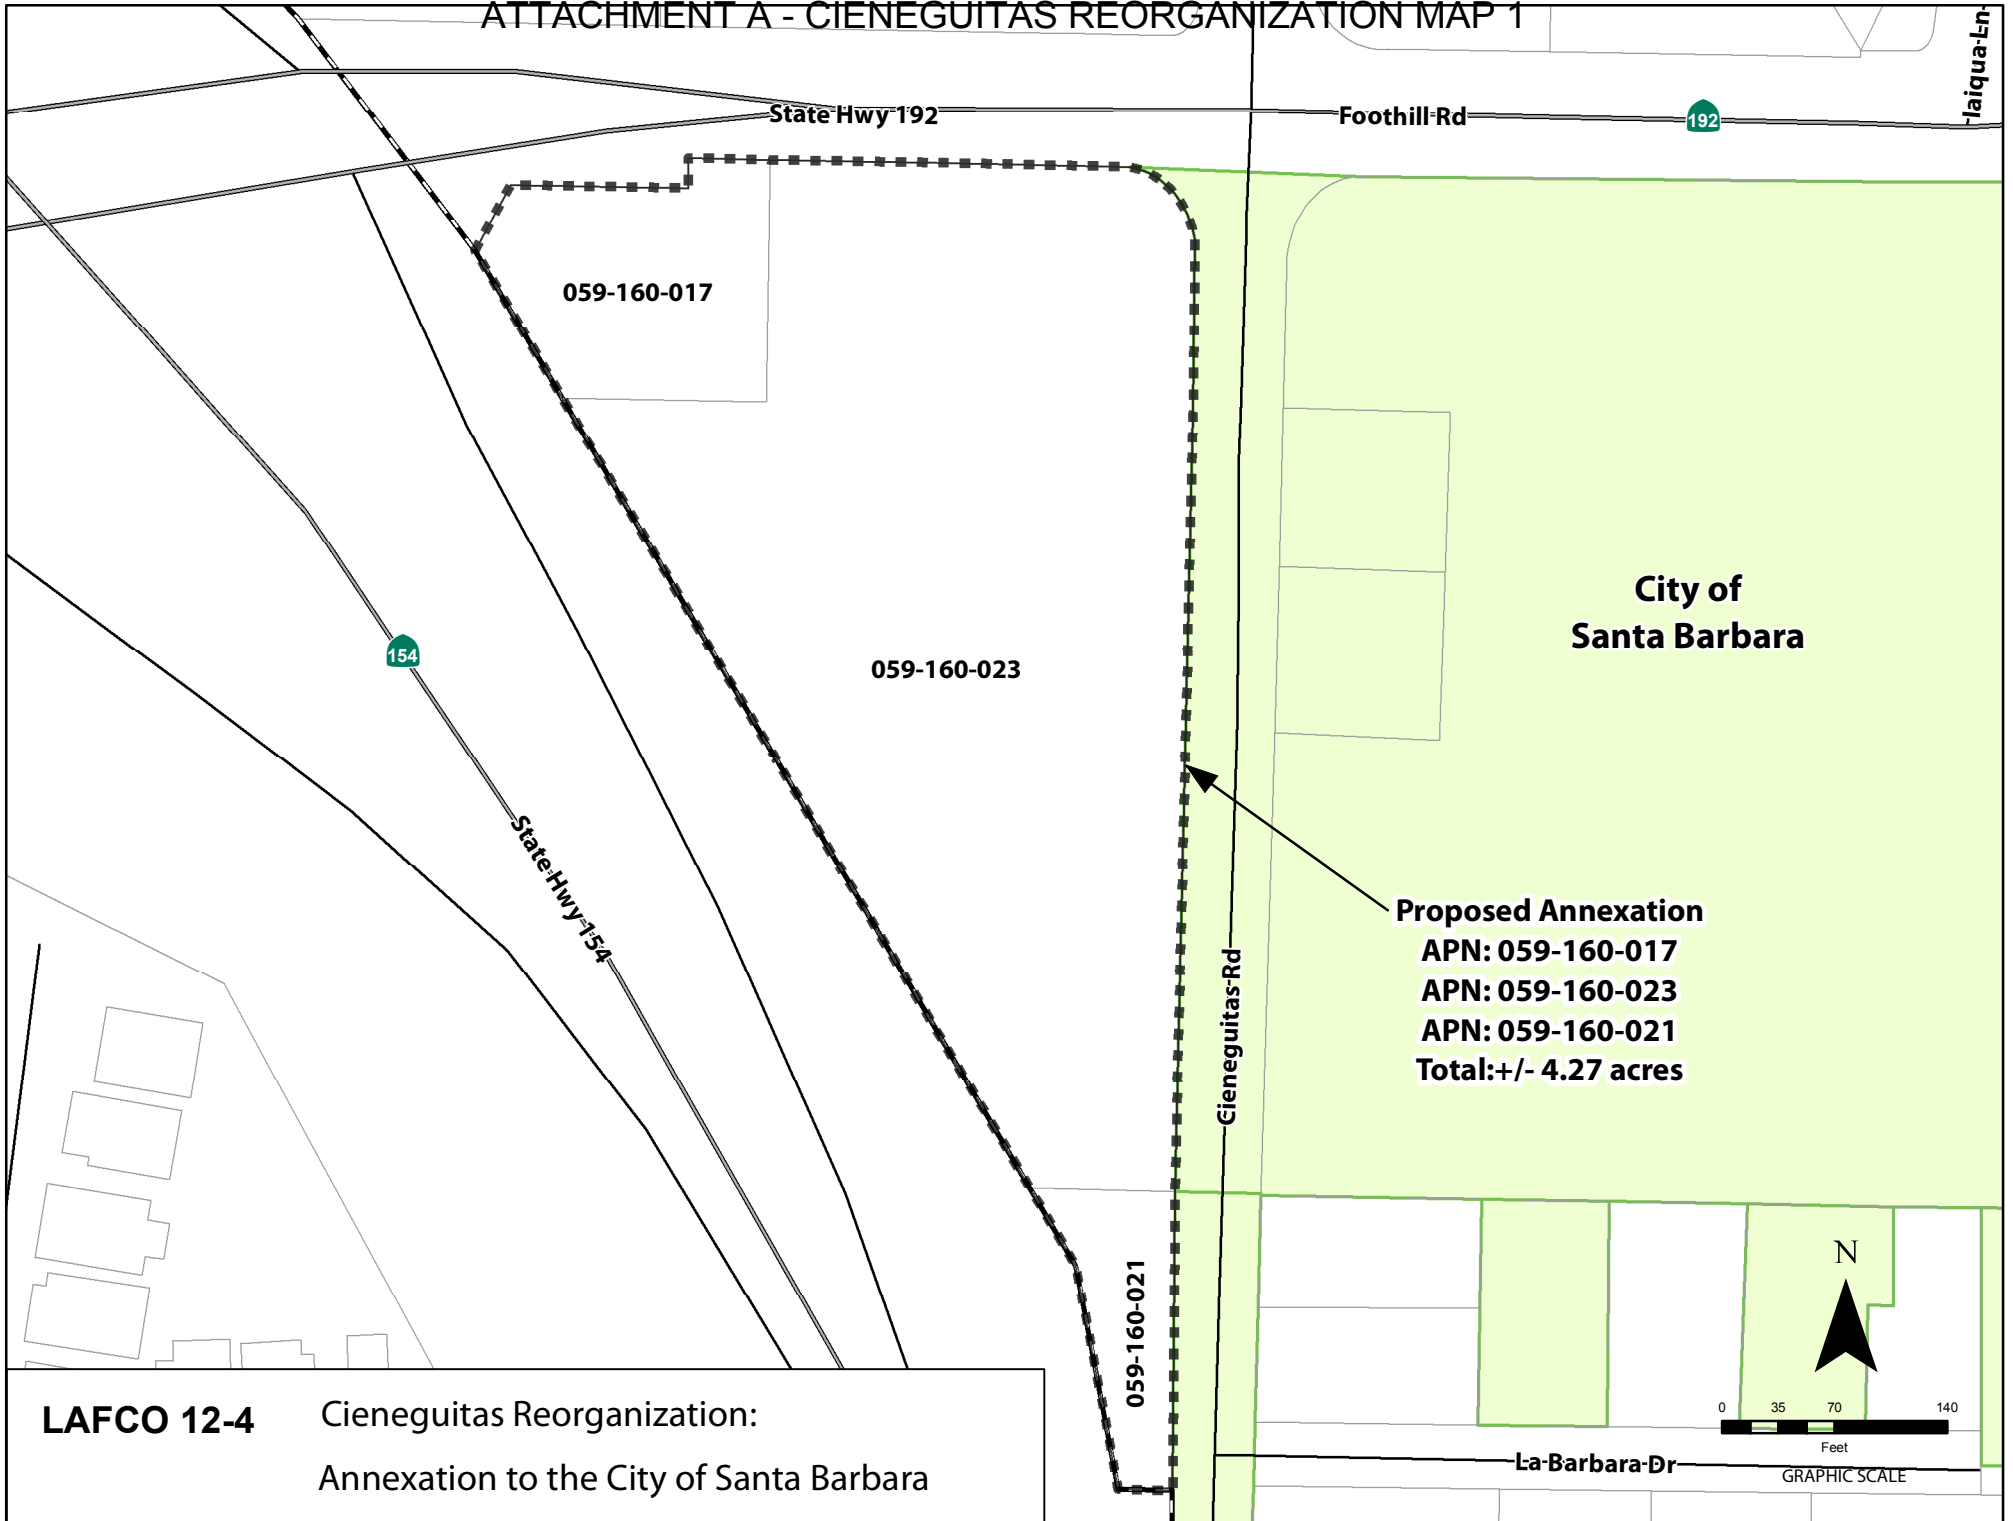 ATTACHMENT A - CIENEGUITAS REORGANIZATION MAP 1
laiqua Ln
State Hwy 192
Foothill Rd
192
059-160-017
City of
Santa Barbara
154
059-160-023
State Hwy 154
Proposed Annexation
APN: 059-160-017
APN: 059-160-023
APN: 059-160-021
Total:+/- 4.27 acres
Cieneguitas Rd
059-160-021
N
0 35 70 140
Feet
GRAPHIC SCALE
La Barbara Dr
LAFCO 12-4
Cieneguitas Reorganization:
Annexation to the City of Santa Barbara